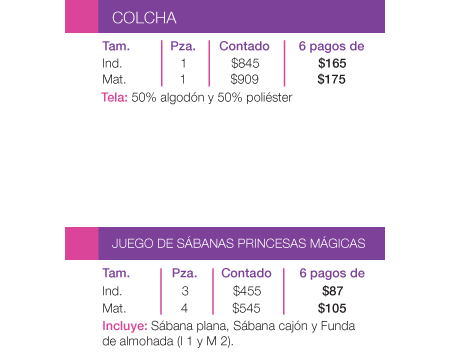 COLCHA
Tam. Pza. Contado 6 pagos de
Ind. 1 $845 $165
Mat. 1 $909 $175
Tela: 50% algodón y 50% poliéster
JUEGO DE SÁBANAS PRINCESAS MÁGICAS
Tam. Pza. Contado 6 pagos de
Ind. 3 $455 $87
Mat. 4 $545 $105
Incluye: Sábana plana, Sábana cajón y Funda
de almohada (I 1 y M 2).